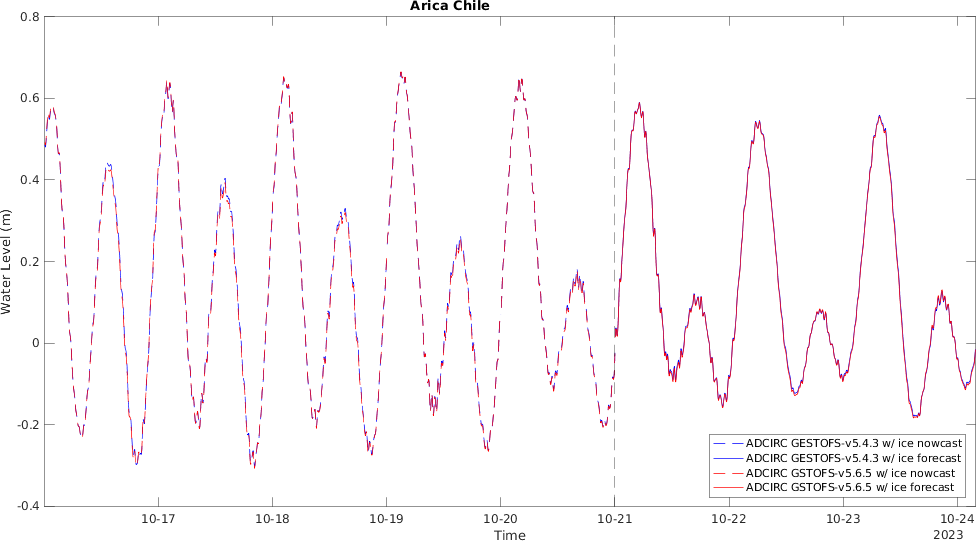 Arica Chile
0.8
0.6
0.4
0.2
0
-0.2
-0.4
Water Level (m)
ADCIRC GESTOFS-v5.4.3 w/ ice nowcast
ADCIRC GESTOFS-v5.4.3 w/ ice forecast
ADCIRC GSTOFS-v5.6.5 w/ ice nowcast
ADCIRC GSTOFS-v5.6.5 w/ ice forecast
10-17 10-18 10-19 10-20 10-21 10-22 10-23 10-24
Time
2023